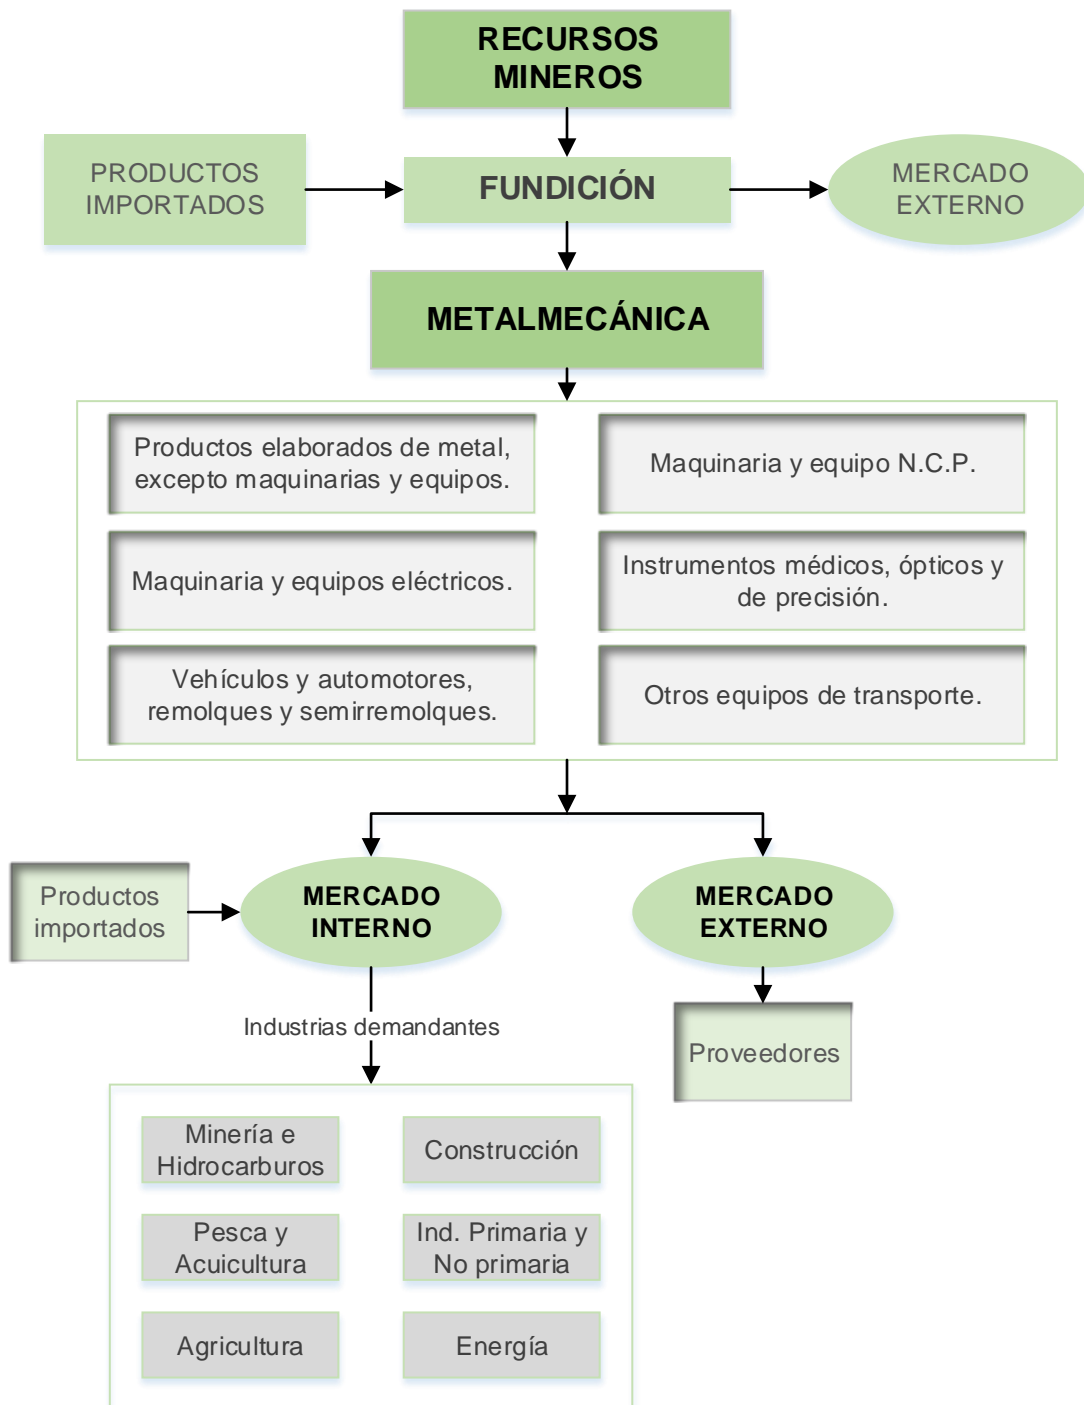 RECURSOS
MINEROS
PRODUCTOS
IMPORTADOS
FUNDICIÓN
MERCADO
EXTERNO
METALMECÁNICA
Productos elaborados de metal,
excepto maquinarias y equipos.
Maquinaria y equipo N.C.P.
Maquinaria y equipos eléctricos.
Instrumentos médicos, ópticos y
de precisión.
Vehículos y automotores,
remolques y semirremolques.
Otros equipos de transporte.
Productos
importados
MERCADO
INTERNO
MERCADO
EXTERNO
Industrias demandantes
Proveedores
Minería e
Hidrocarburos
Construcción
Pesca y
Acuicultura
Ind. Primaria y
No primaria
Agricultura
Energía